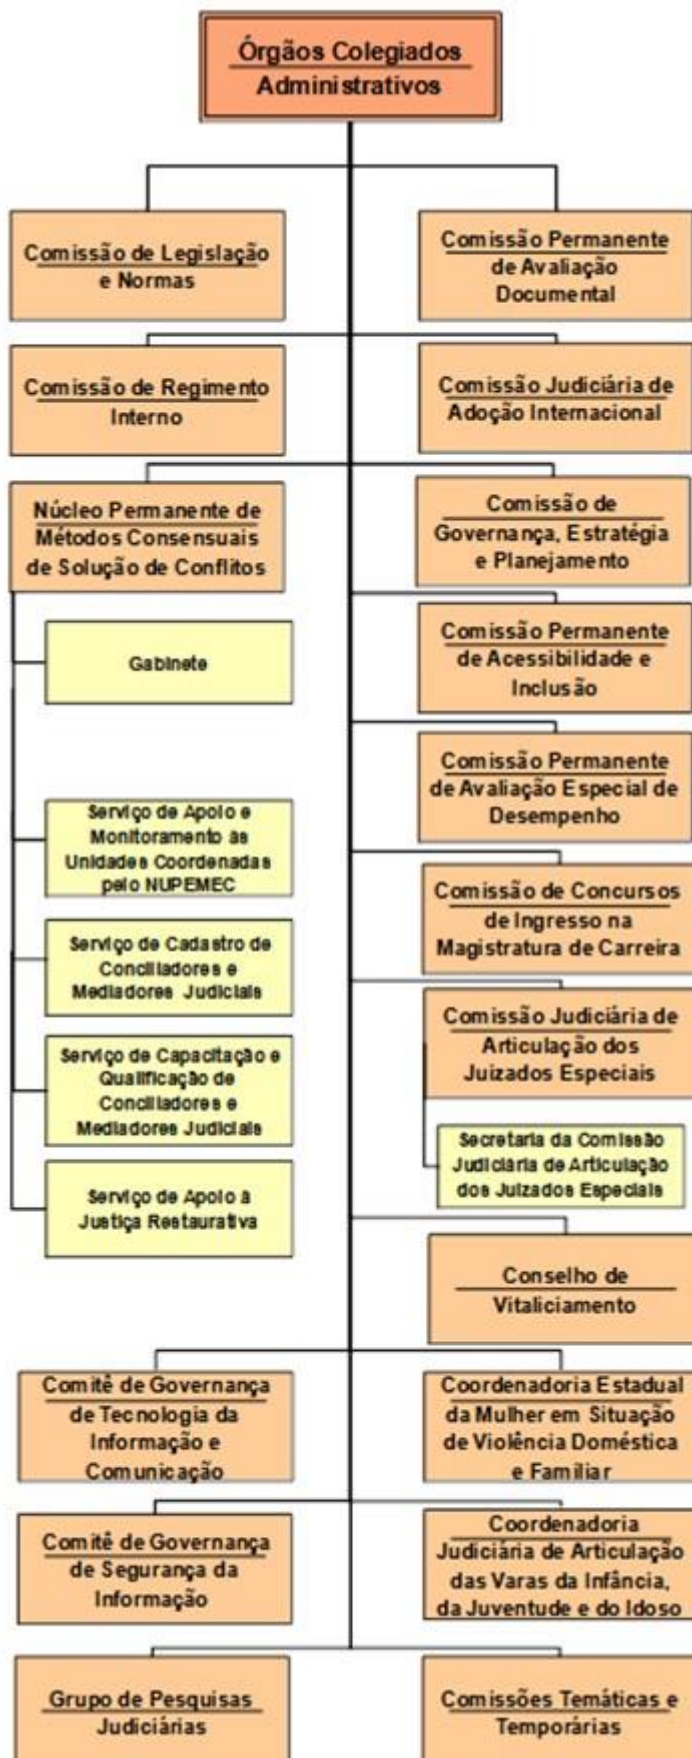 Órgãos Colegiados
Administrativos
Comissão de Legislação
e Normas
Comissão Permanente
de Avaliação
Documental
Comissão de Regimento
Interno
Comissão Judiciária de
Adoção Internacional
Núcleo Permanente de
Métodos Consensuais
de Solução de Conflitos
Comissão de
Governança, Estratégia
e Planejamento
Comissão Permanente
de Acessibilidade e
Inclusão
Gabinete
Comissão Permanente
de Avaliação Especial de
Desempenho
Serviço de Apoio e
Monitoramento às
Unidades Coordenadas
pelo NUPEMEC
Comissão de Concursos
de Ingresso na
Magistratura de Carreira
Serviço de Cadastro de
Conciliadores e
Mediadores Judiciais
Comissão Judiciária de
Articulação dos
Juizados Especiais
Serviço de Capacitação e
Qualificação de
Conciliadores e
Mediadores Judiciais
Secretaria da Comissão
Judiciária de Articulação
dos Juizados Especiais
Serviço de Apoio à
Justiça Restaurativa
Conselho de
Vitaliciamento
Comitê de Governança
de Tecnologia da
Informação e
Comunicação
Coordenadoria Estadual
da Mulher em Situação
de Violência Doméstica
e Familiar
Comitê de Governança
de Segurança da
Informação
Coordenadoria
Judiciária de Articulação
das Varas da Infância,
da Juventude e do Idoso
Grupo de Pesquisas
Judiciárias
Comissões Temáticas e
Temporárias